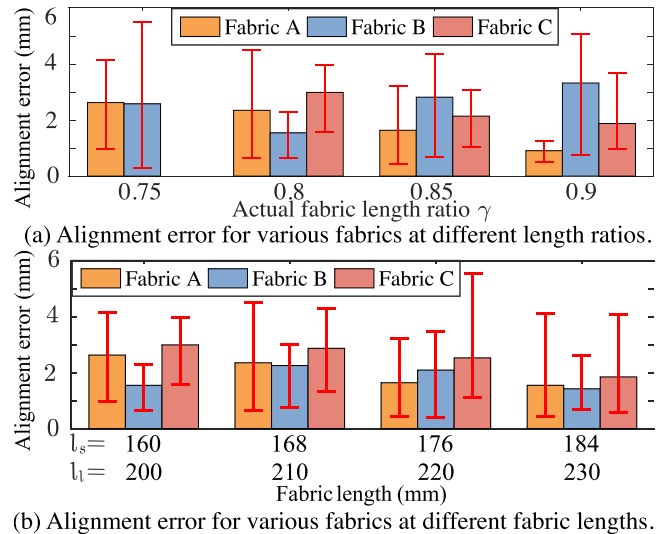 Fabric A Fabric B Fabric C
Alignment error (mm)
6
4
2
0
0.75 0.8 0.85 0.9
Actual fabric length ratio γ
(a) Alignment error for various fabrics at different length ratios.
Fabric A Fabric B Fabric C
Alignment error (mm)
6
4
2
0
l_s= 160 168 176 184
l_l= 200 210 220 230
Fabric length (mm)
(b) Alignment error for various fabrics at different fabric lengths.